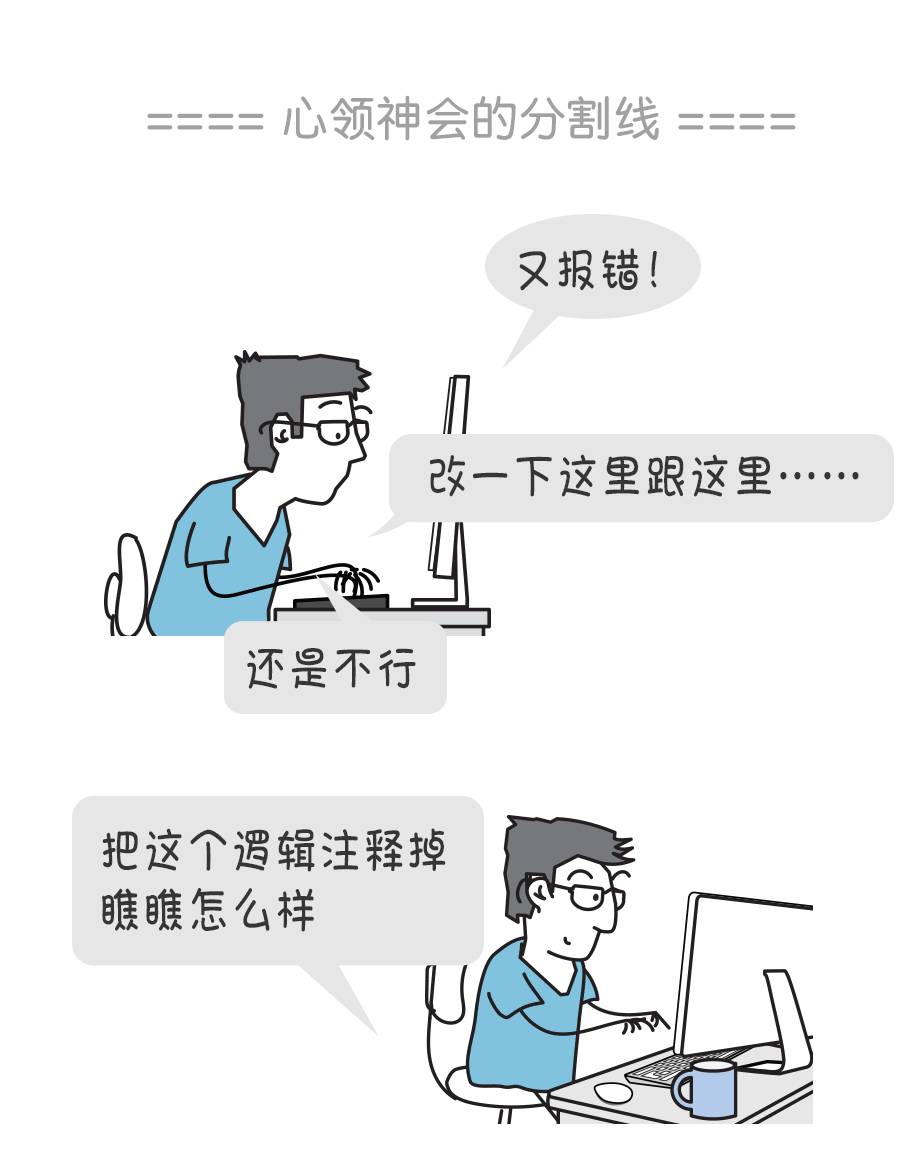 ==== 心领神会的分割线 ====
又报错!
改一下这里跟这里……
还是不行
把这个逻辑注释掉
瞧瞧怎么样